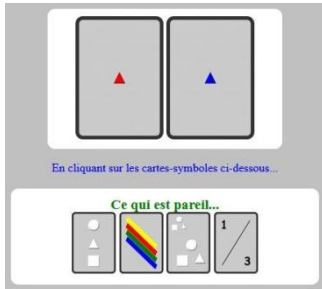 En cliquant sur les cartes-symboles ci-dessous...
Ce qui est pareil...
1
3